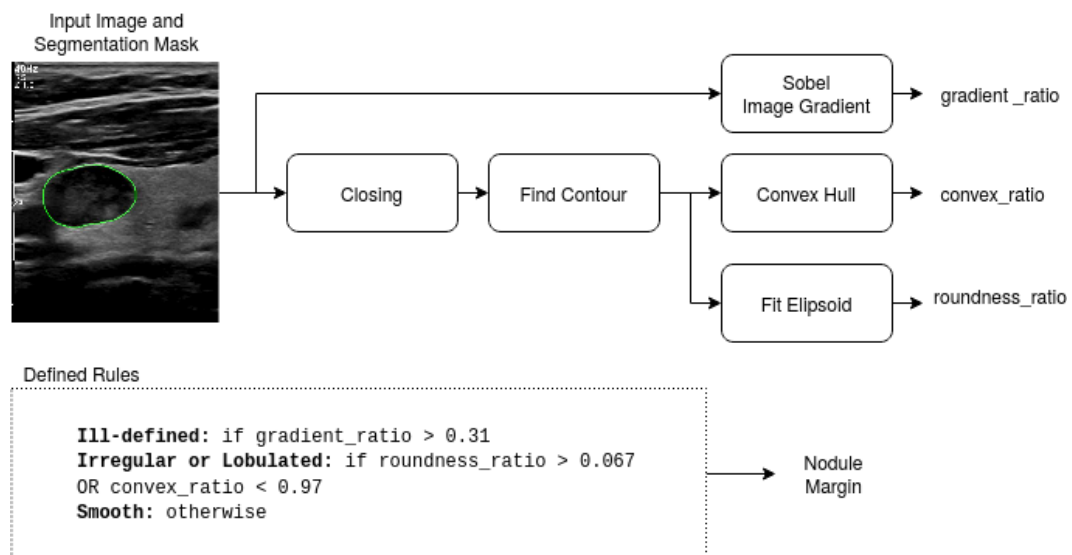 Input Image and
Segmentation Mask
Sobel
Image Gradient
gradient _ratio
Closing
Find Contour
Convex Hull
convex_ratio
Fit Elipsoid
roundness_ratio
Defined Rules
Ill-defined: if gradient_ratio > 0.31
Irregular or Lobulated: if roundness_ratio > 0.067
OR convex_ratio < 0.97
Smooth: otherwise
Nodule
Margin